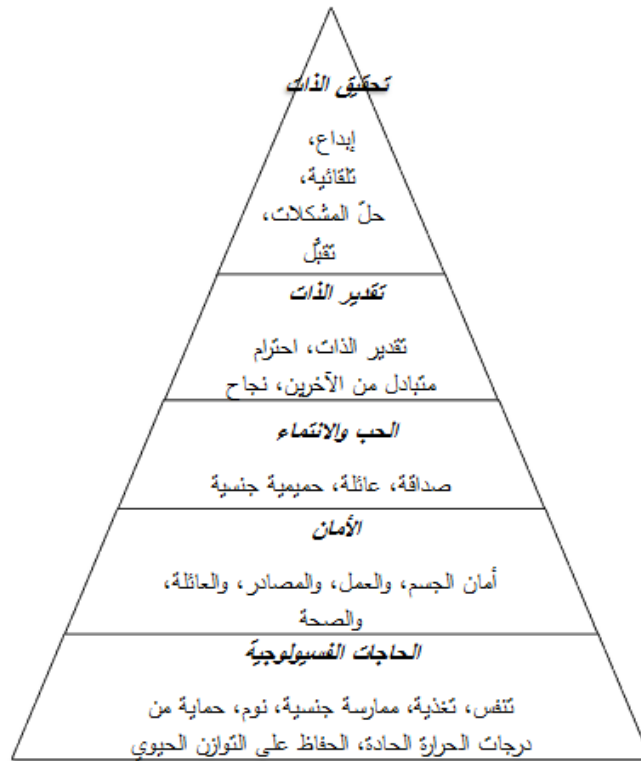 تحقيق الذات
إبداع،
تلقائية،
حلّ المشكلات،
تقبُّل
تقدير الذات
تقدير الذات، احترام
متبادل من الآخرين، نجاح
الحب والانتماء
صداقة، عائلة، حميمية جنسية
الأمان
أمان الجسم، والعمل، والمصادر، والعائلة،
والصحة
الحاجات الفسيولوجية
تنفس، تغذية، ممارسة جنسية، نوم، حماية من
درجات الحرارة الحادة، الحفاظ على التوازن الحيوي